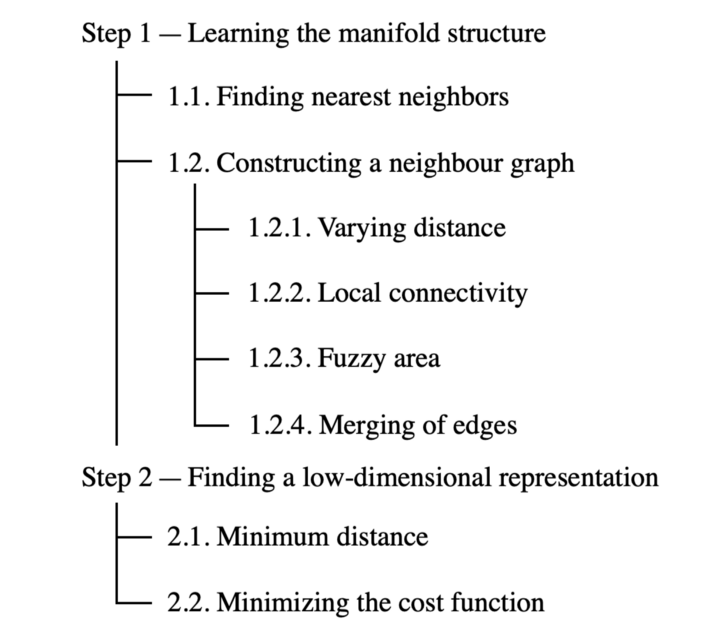 Step 1 — Learning the manifold structure
1.1. Finding nearest neighbors
1.2. Constructing a neighbour graph
1.2.1. Varying distance
1.2.2. Local connectivity
1.2.3. Fuzzy area
1.2.4. Merging of edges
Step 2 — Finding a low-dimensional representation
2.1. Minimum distance
2.2. Minimizing the cost function